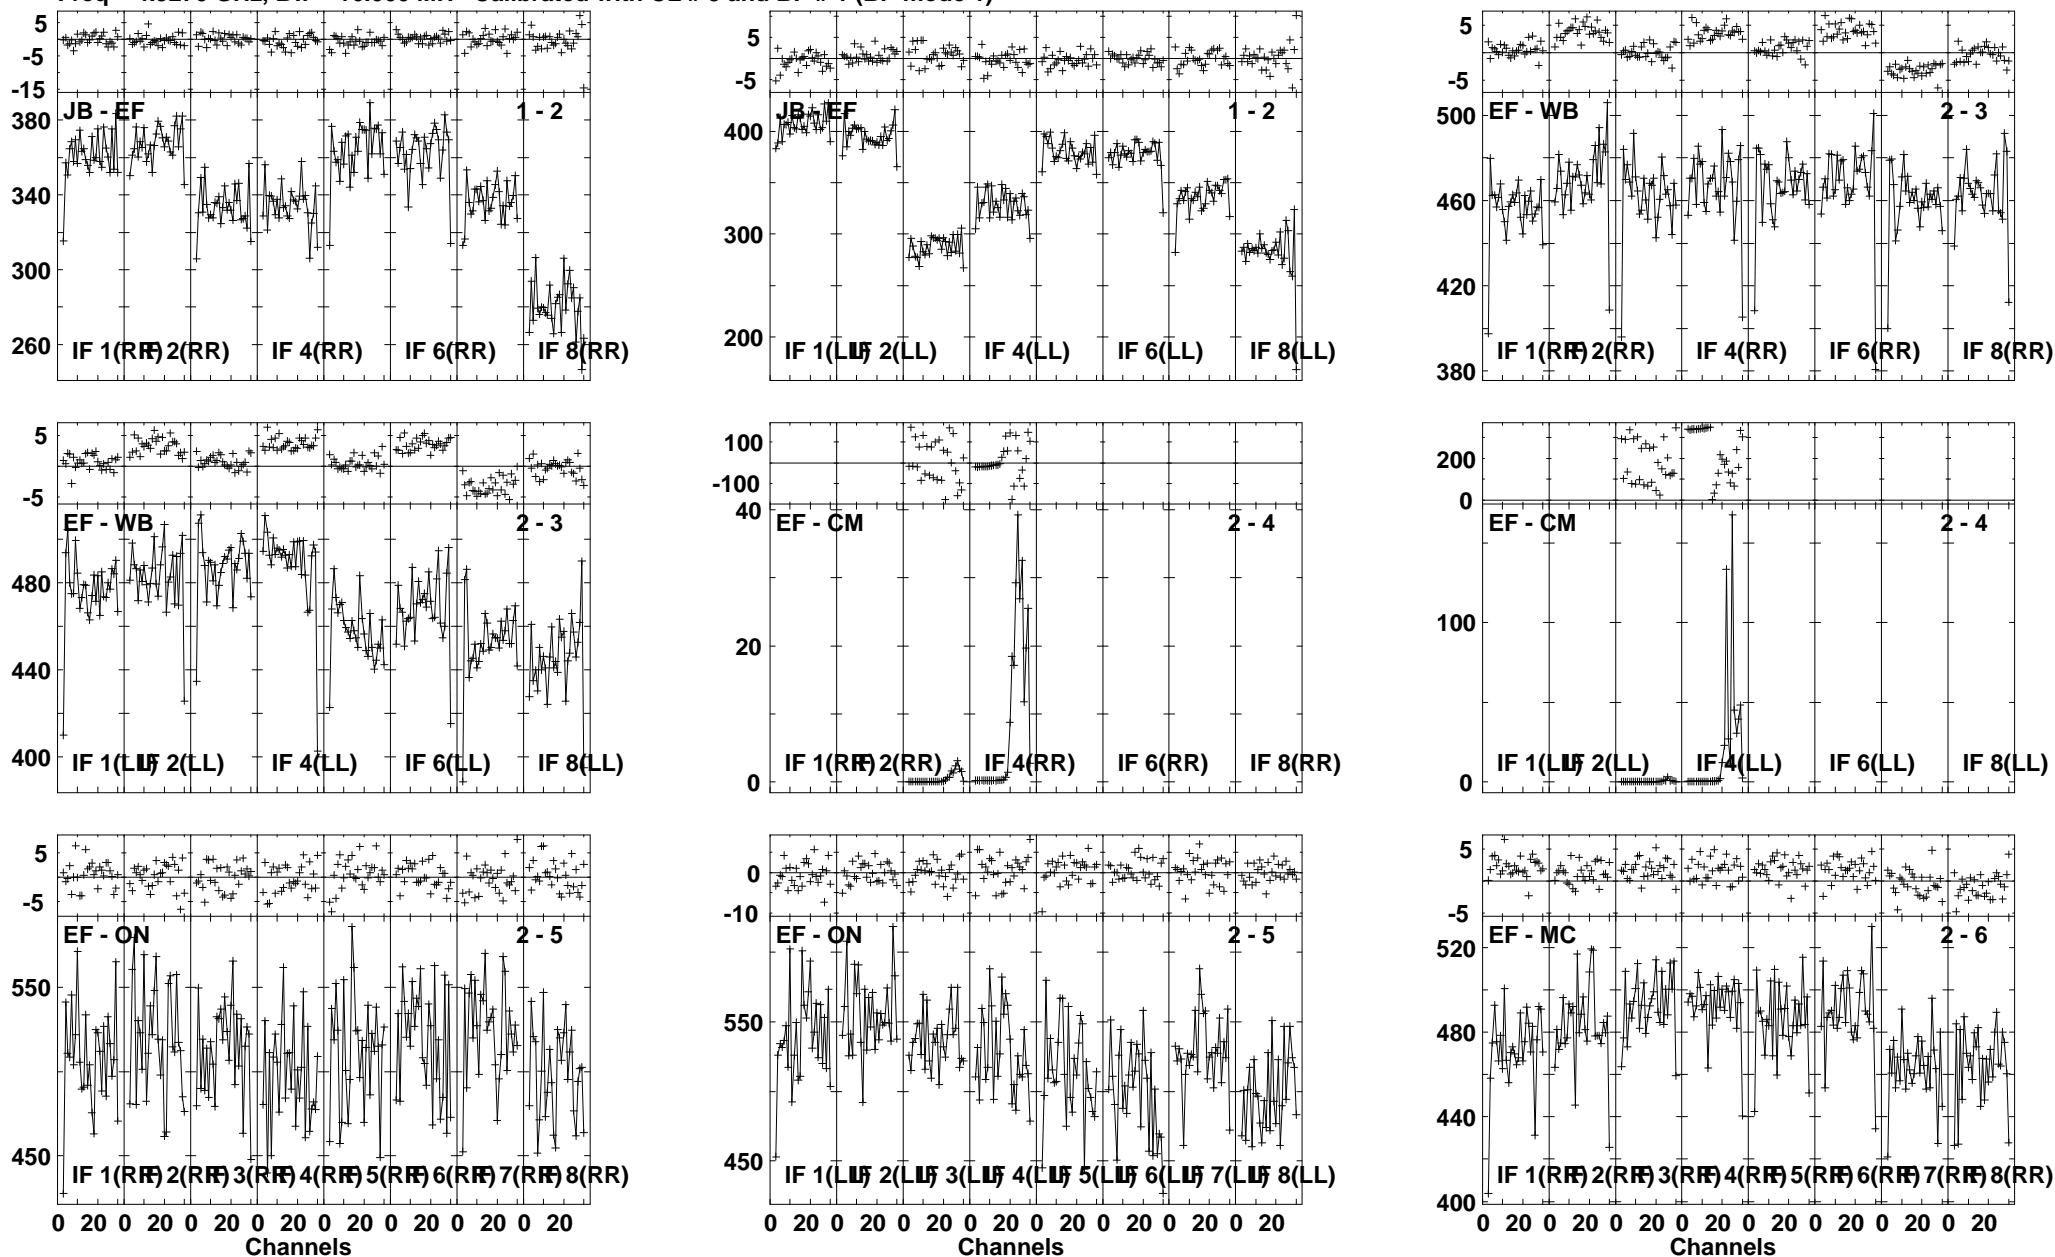 5
-5
-15
JB - EF 1 - 2
380
340
300
260
IF 1(RR) IF 2(RR) IF 4(RR) IF 6(RR) IF 8(RR)
5
-5
JB - EF 1 - 2
400
300
200
IF 1(LL) IF 2(LL) IF 4(LL) IF 6(LL) IF 8(LL)
5
-5
EF - WB 2 - 3
500
460
420
380
IF 1(RR) IF 2(RR) IF 4(RR) IF 6(RR) IF 8(RR)
5
-5
EF - WB 2 - 3
480
440
400
IF 1(LL) IF 2(LL) IF 4(LL) IF 6(LL) IF 8(LL)
100
-100
EF - CM 2 - 4
40
20
0
IF 1(RR) IF 2(RR) IF 4(RR) IF 6(RR) IF 8(RR)
200
0
EF - CM 2 - 4
100
0
IF 1(LL) IF 2(LL) IF 4(LL) IF 6(LL) IF 8(LL)
5
-5
EF - ON 2 - 5
550
450
IF 1(RR) IF 2(RR) IF 3(RR) IF 4(RR) IF 5(RR) IF 6(RR) IF 7(RR) IF 8(RR)
0 20 0 20 0 20 0 20 0 20 0 20 0 20 0 20
Channels
0
-10
EF - ON 2 - 5
550
450
IF 1(LL) IF 2(LL) IF 3(LL) IF 4(LL) IF 5(LL) IF 6(LL) IF 7(LL) IF 8(LL)
0 20 0 20 0 20 0 20 0 20 0 20 0 20 0 20
Channels
5
-5
EF - MC 2 - 6
520
480
440
400
IF 1(RR) IF 2(RR) IF 3(RR) IF 4(RR) IF 5(RR) IF 6(RR) IF 7(RR) IF 8(RR)
0 20 0 20 0 20 0 20 0 20 0 20 0 20 0 20
Channels